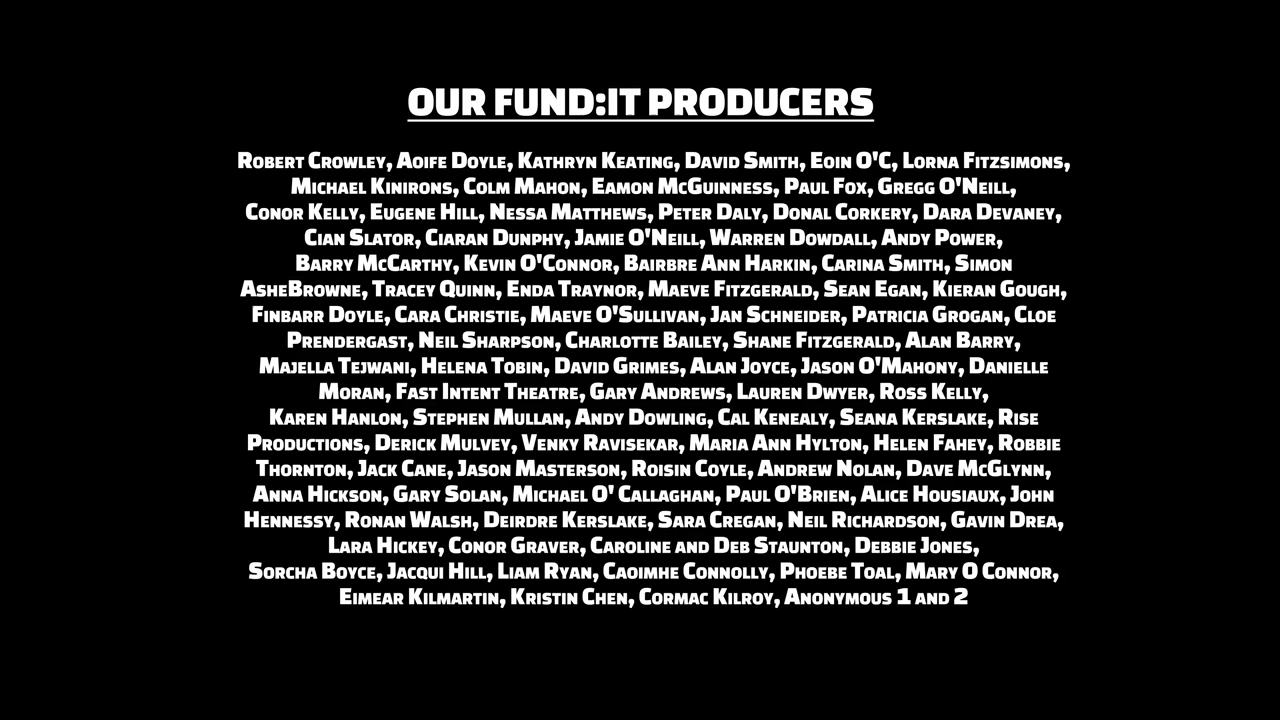 OUR FUND:IT PRODUCERS
Robert Crowley, Aoife Doyle, Kathryn Keating, David Smith, Eoin O'C, Lorna Fitzsimons,
Michael Kinirons, Colm Mahon, Eamon McGuinness, Paul Fox, Gregg O'Neill,
Conor Kelly, Eugene Hill, Nessa Matthews, Peter Daly, Donal Corkery, Dara Devaney,
Cian Slator, Ciaran Dunphy, Jamie O'Neill, Warren Dowdall, Andy Power,
Barry McCarthy, Kevin O'Connor, Bairbre Ann Harkin, Carina Smith, Simon
AsheBrowne, Tracey Quinn, Enda Traynor, Maeve Fitzgerald, Sean Egan, Kieran Gough,
Finbarr Doyle, Cara Christie, Maeve O'Sullivan, Jan Schneider, Patricia Grogan, Cloe
Prendergast, Neil Sharpson, Charlotte Bailey, Shane Fitzgerald, Alan Barry,
Majella Tejwani, Helena Tobin, David Grimes, Alan Joyce, Jason O'Mahony, Danielle
Moran, Fast Intent Theatre, Gary Andrews, Lauren Dwyer, Ross Kelly,
Karen Hanlon, Stephen Mullan, Andy Dowling, Cal Kenealy, Seana Kerslake, Rise
Productions, Derick Mulvey, Venky Ravisekar, Maria Ann Hylton, Helen Fahey, Robbie
Thornton, Jack Cane, Jason Masterson, Roisin Coyle, Andrew Nolan, Dave McGlynn,
Anna Hickson, Gary Solan, Michael O' Callaghan, Paul O'Brien, Alice Housiaux, John
Hennessy, Ronan Walsh, Deirdre Kerslake, Sara Cregan, Neil Richardson, Gavin Drea,
Lara Hickey, Conor Graver, Caroline and Deb Staunton, Debbie Jones,
Sorcha Boyce, Jacqui Hill, Liam Ryan, Caoimhe Connolly, Phoebe Toal, Mary O Connor,
Eimear Kilmartin, Kristin Chen, Cormac Kilroy, Anonymous 1 and 2